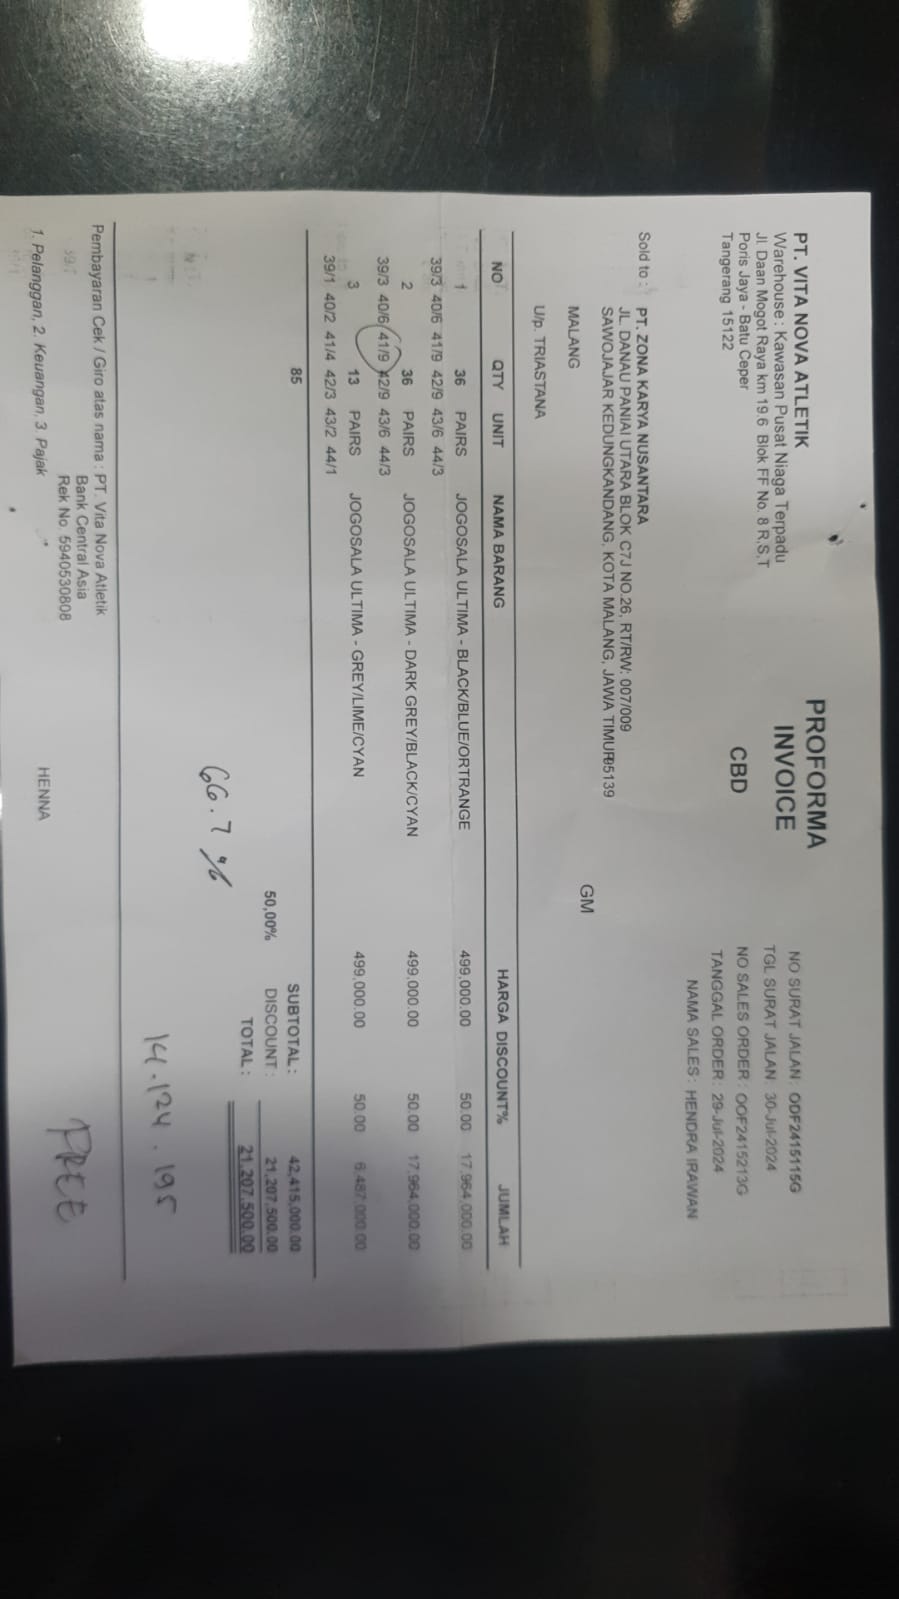 PT. VITA NOVA ATLETIK
Warehouse : Kawasan Pusat Niaga Terpadu
Jl. Daan Mogot Raya km 19.6 Blok FF No. 8 R,S,T
Poris Jaya - Batu Ceper
Tangerang 15122
PROFORMA
INVOICE
CBD
NO SURAT JALAN : ODF2415115G
TGL SURAT JALAN : 30-Jul-2024
NO SALES ORDER : OOF2415213G
TANGGAL ORDER : 29-Jul-2024
NAMA SALES : HENDRA IRAWAN
Sold to : PT. ZONA KARYA NUSANTARA
JL. DANAU PANIAI UTARA BLOK C7J NO.26, RT/RW: 007/009
SAWOJAJAR KEDUNGKANDANG, KOTA MALANG, JAWA TIMUR 65139
MALANG
GM
U/p. TRIASTANA
NO QTY UNIT NAMA BARANG HARGA DISCOUNT% JUMLAH
1 36 PAIRS JOGOSALA ULTIMA - BLACK/BLUE/ORTRANGE 499,000.00 50.00 17,964,000.00
39/3 40/6 41/9 42/9 43/6 44/3
2 36 PAIRS JOGOSALA ULTIMA - DARK GREY/BLACK/CYAN 499,000.00 50.00 17,964,000.00
39/3 40/6 41/9 42/9 43/6 44/3
3 13 PAIRS JOGOSALA ULTIMA - GREY/LIME/CYAN 499,000.00 50.00 6,487,000.00
39/1 40/2 41/4 42/3 43/2 44/1
85 SUBTOTAL : 42,415,000.00
50,00% DISCOUNT : 21,207,500.00
TOTAL : 21,207,500.00
66.7 %
14.124.195
Pembayaran Cek / Giro atas nama : PT. Vita Nova Atletik
Bank Central Asia
Rek No 5940530808
1. Pelanggan, 2. Keuangan, 3. Pajak
HENNA